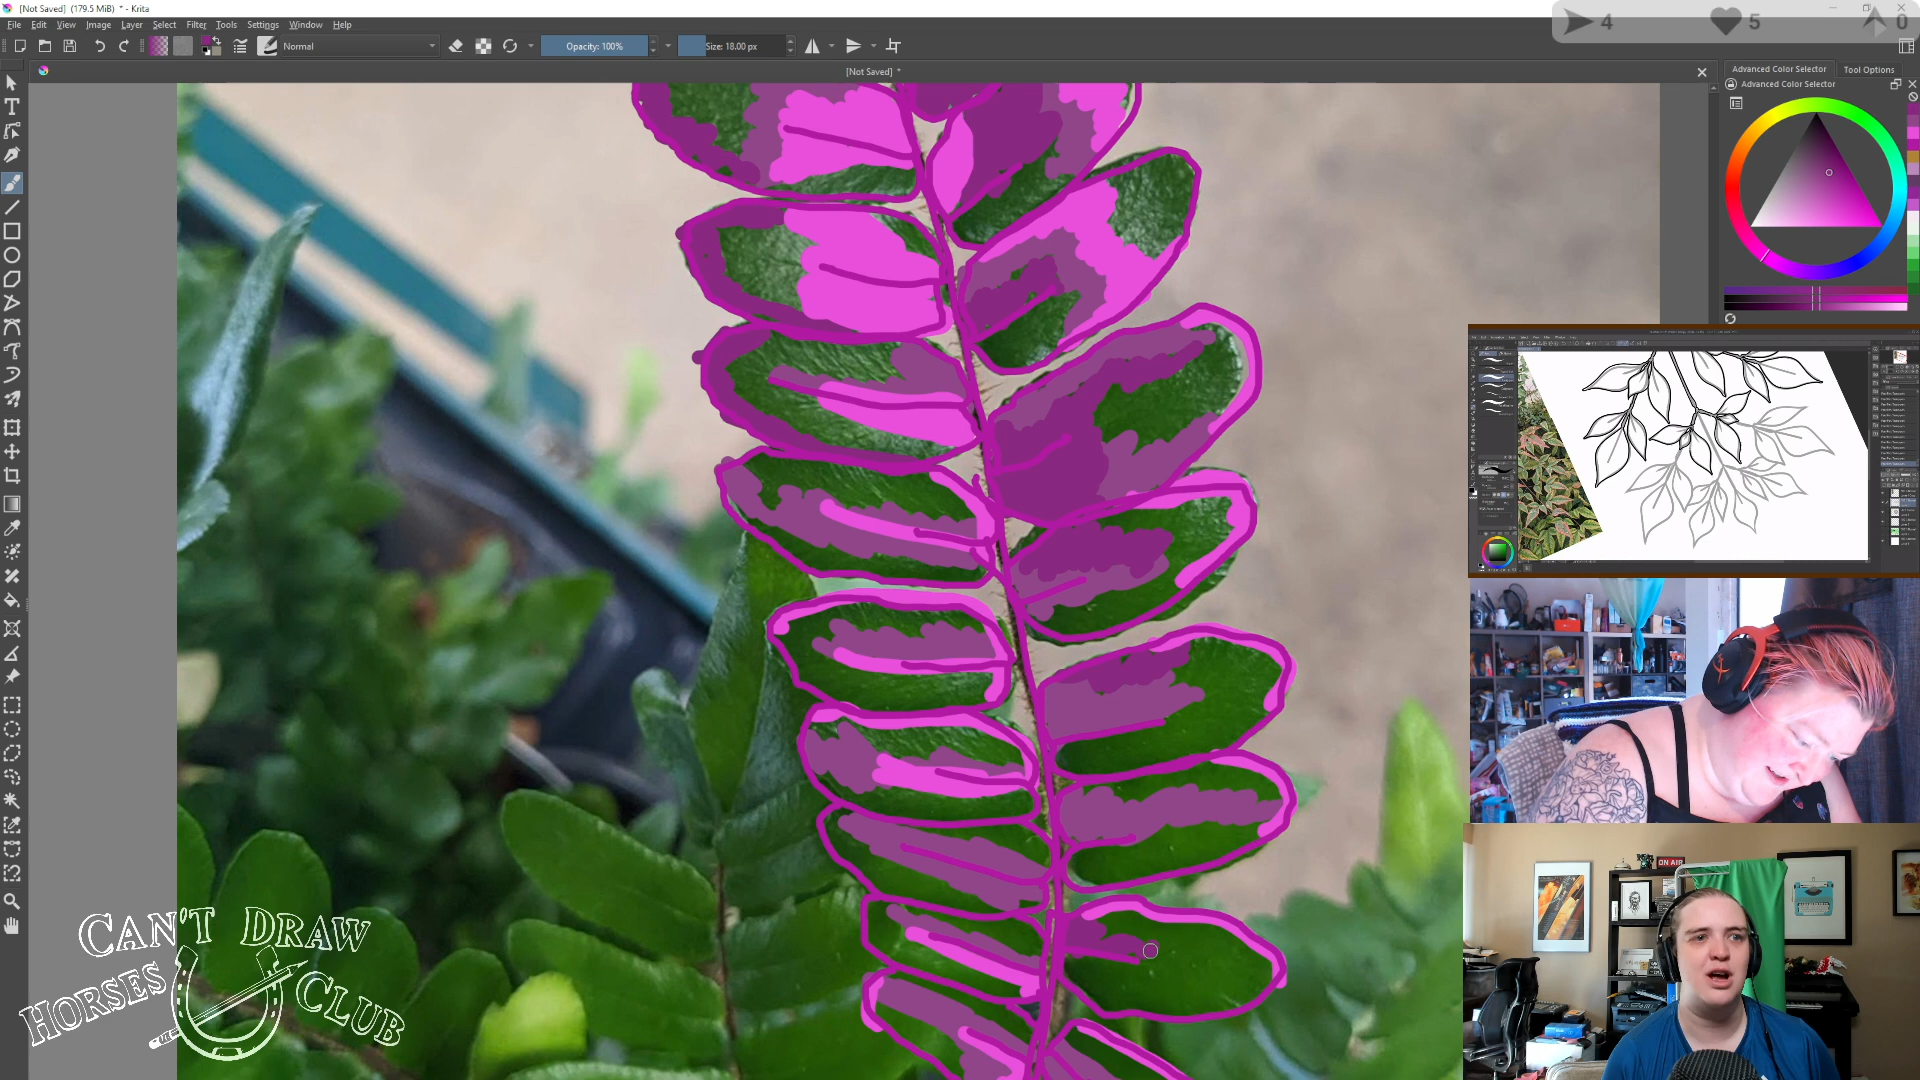 [Not Saved] (179.5 MiB) * - Krita
File Edit View Image Layer Select Filter Tools Settings Window Help
Normal
Opacity: 100%
Size: 18.00 px
4
5
0
[Not Saved] *
Advanced Color Selector
Tool Options
Advanced Color Selector
ON AIR
CAN'T DRAW
HORSES
CLUB